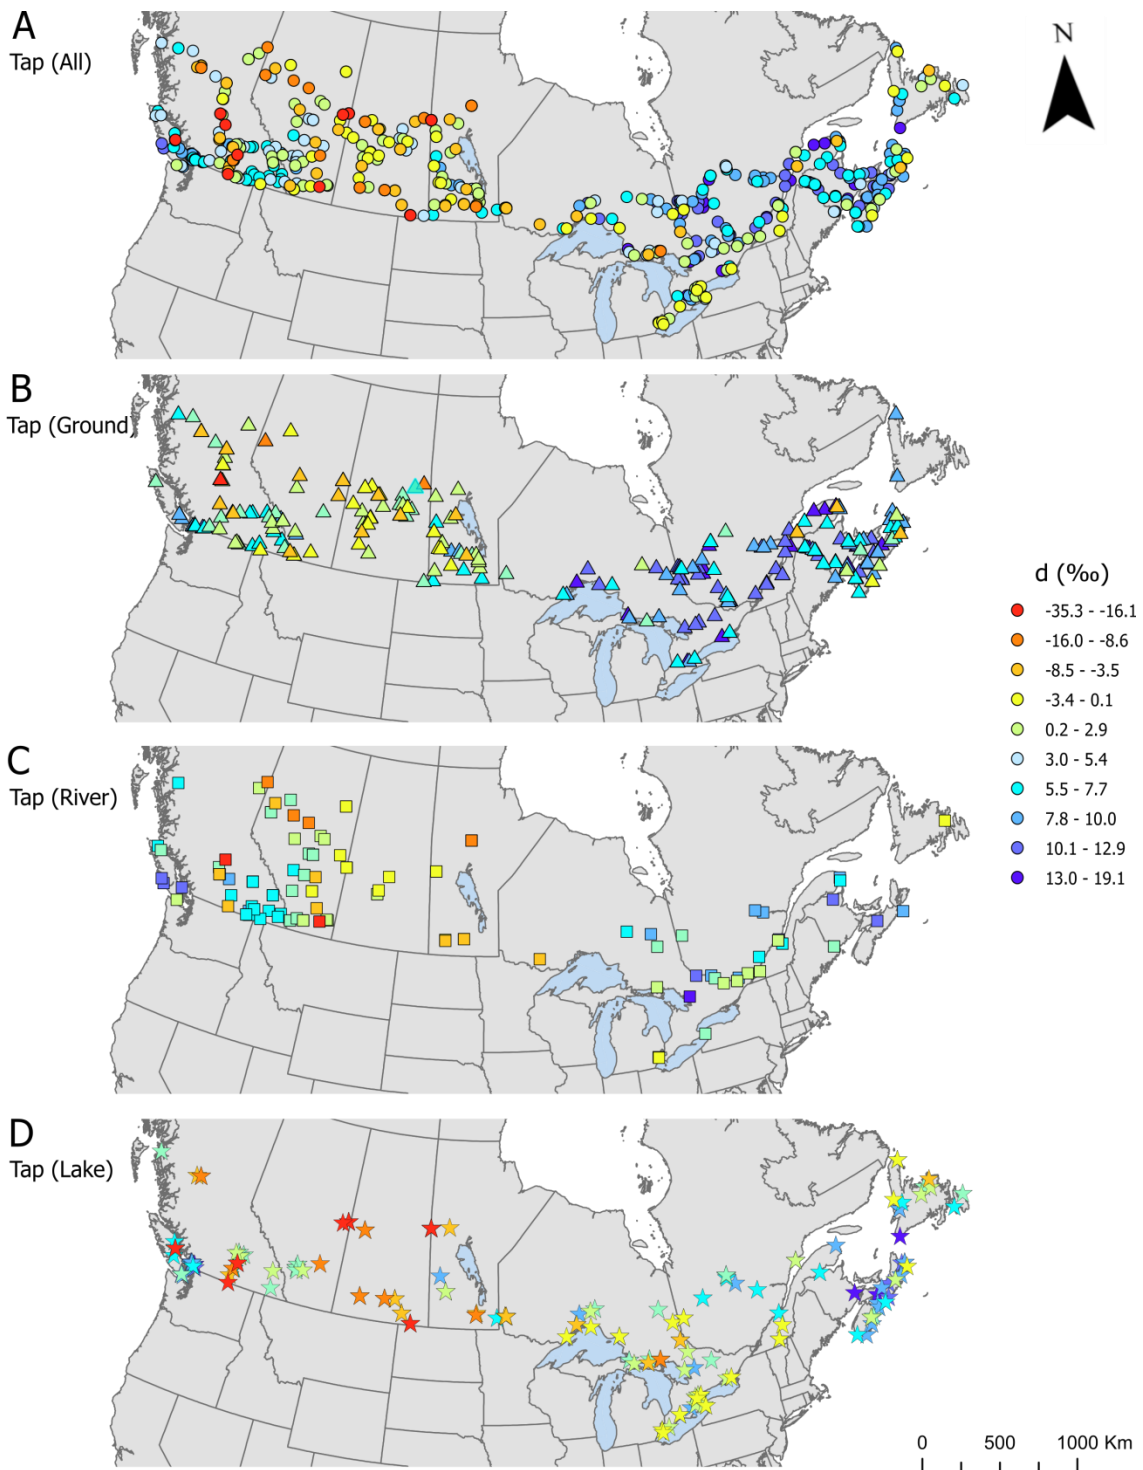 A
Tap (All)
N
B
Tap (Ground)
C
Tap (River)
D
Tap (Lake)
d (‰)
-35.3 - -16.1
-16.0 - -8.6
-8.5 - -3.5
-3.4 - 0.1
0.2 - 2.9
3.0 - 5.4
5.5 - 7.7
7.8 - 10.0
10.1 - 12.9
13.0 - 19.1
0 500 1000 Km